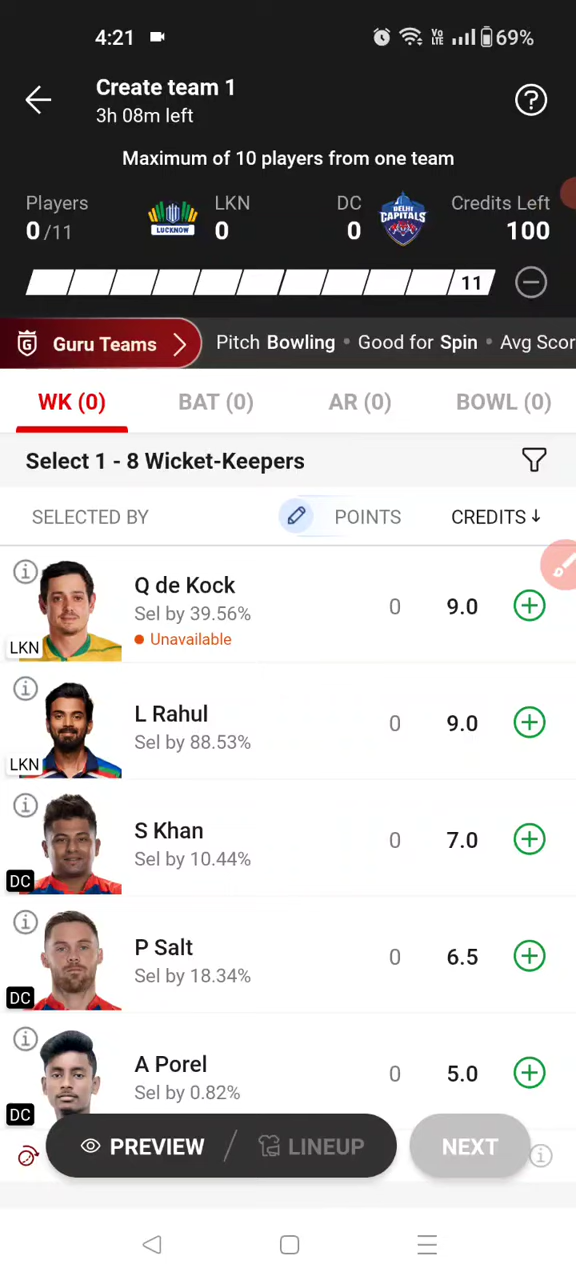 4:21
Vo LTE 69%
Create team 1
3h 08m left
Maximum of 10 players from one team
Players LKN DC Credits Left
0/11 LUCKNOW 0 0 DELHI CAPITALS 100
11
G Guru Teams Pitch Bowling • Good for Spin • Avg Scor
WK (0) BAT (0) AR (0) BOWL (0)
Select 1 - 8 Wicket-Keepers
SELECTED BY POINTS CREDITS ↓
Q de Kock
Sel by 39.56% 0 9.0
Unavailable
LKN
L Rahul
Sel by 88.53% 0 9.0
LKN
S Khan
Sel by 10.44% 0 7.0
DC
P Salt
Sel by 18.34% 0 6.5
DC
A Porel
Sel by 0.82% 0 5.0
DC
PREVIEW / LINEUP NEXT